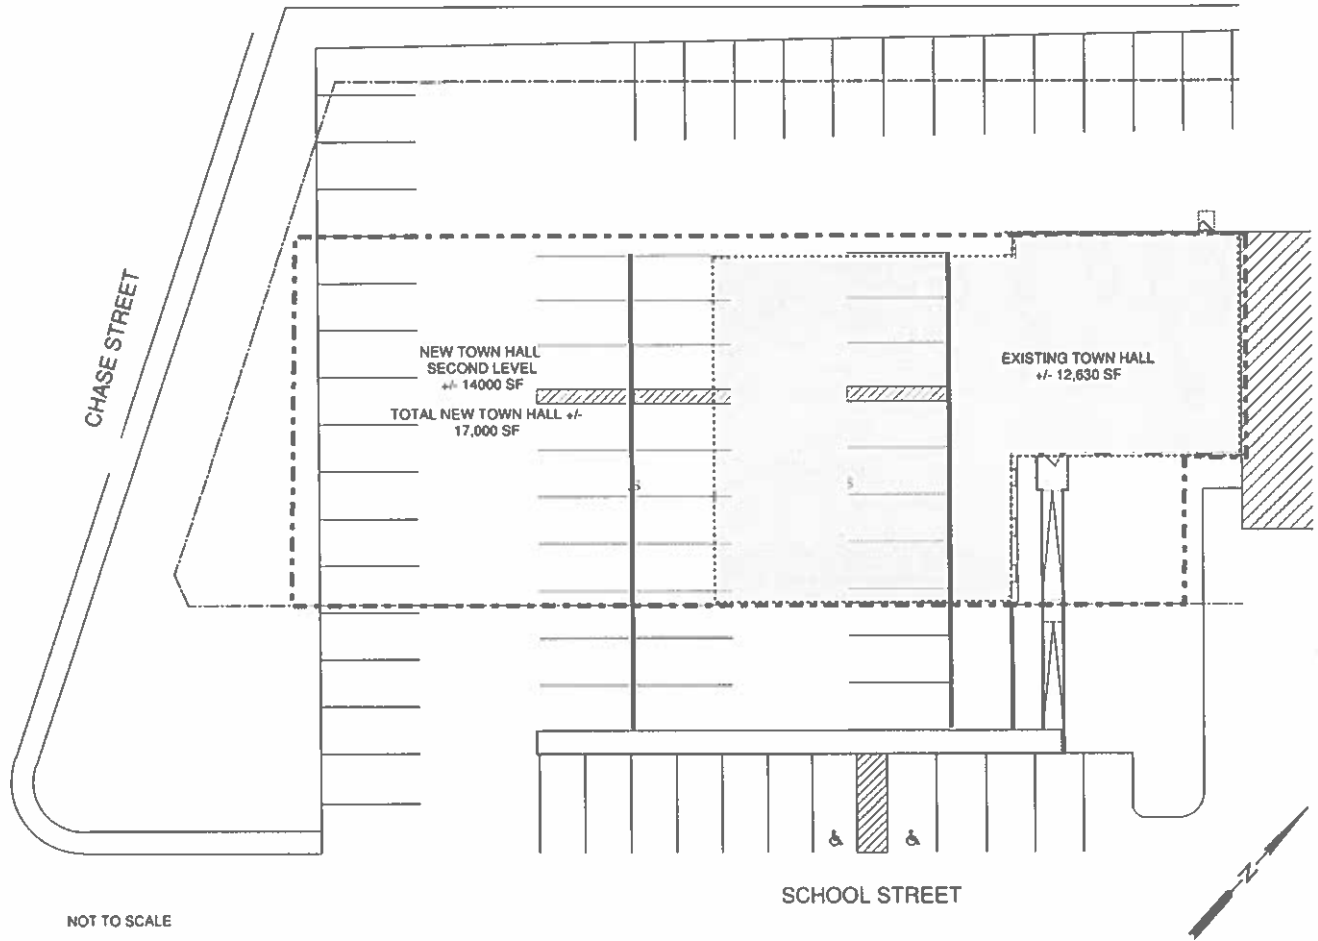 CHASE STREET
NEW TOWN HALL
SECOND LEVEL
+/- 14000 SF
TOTAL NEW TOWN HALL +/-
17,000 SF
EXISTING TOWN HALL
+/- 12,630 SF
S
S
SCHOOL STREET
N
NOT TO SCALE